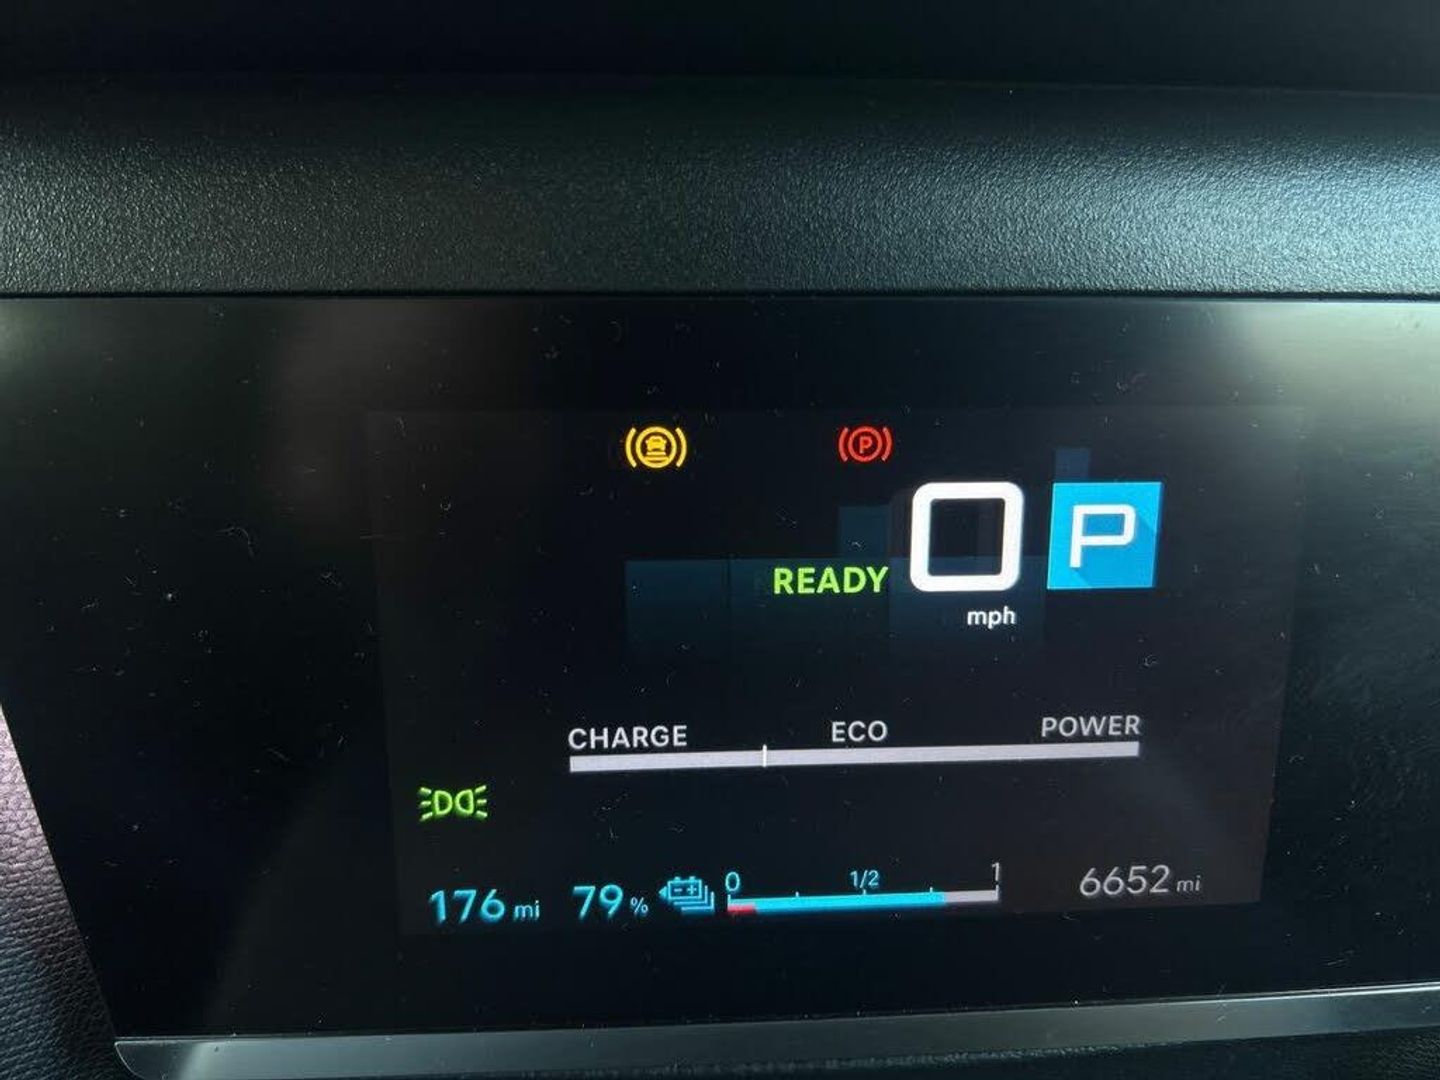 P
READY 0 P
mph
CHARGE ECO POWER
176 mi 79 % 0 1/2 1 6652 mi